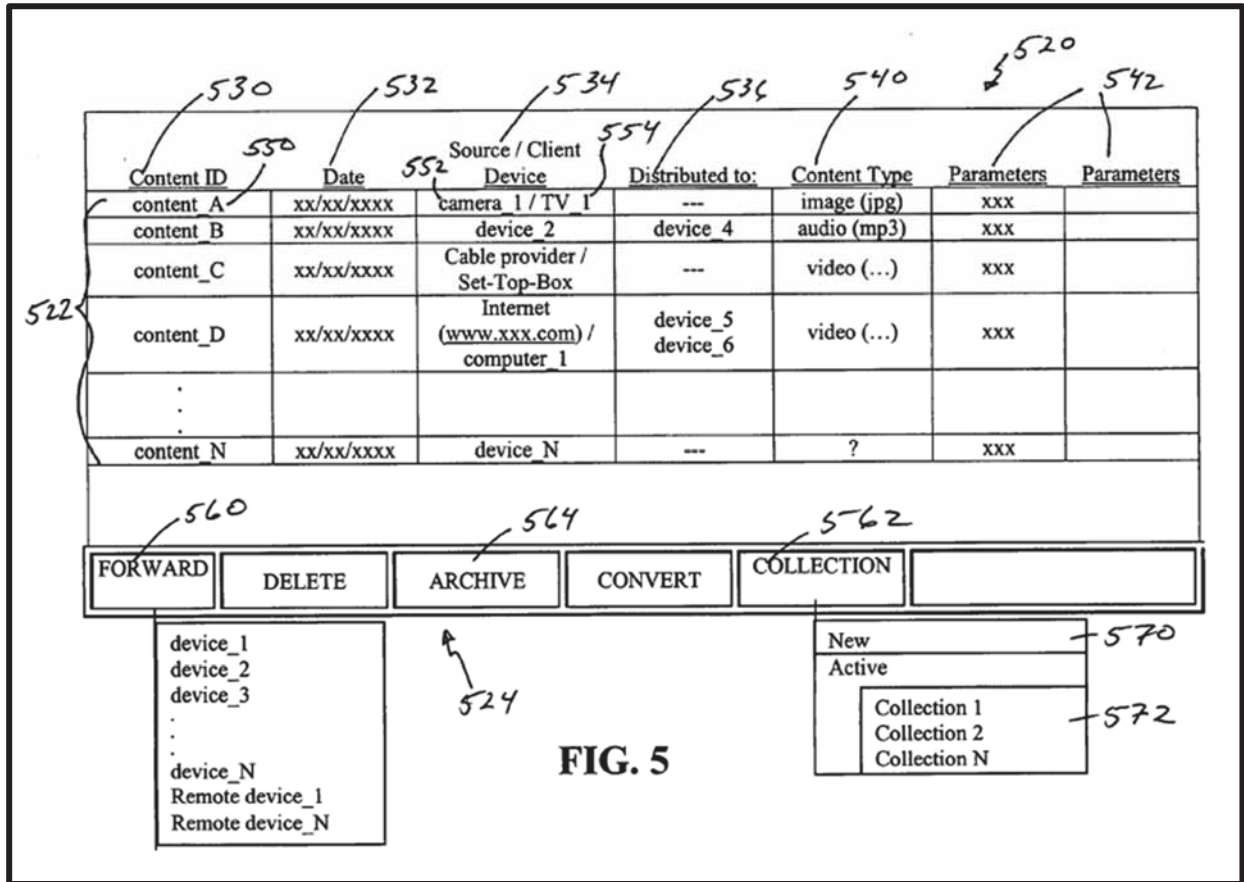 520
530 532 534 536 540 542
550 552 554
Source / Client
Content ID Date Device Distributed to: Content Type Parameters Parameters
content_A xx/xx/xxxx camera_1 / TV_1 --- image (jpg) xxx
content_B xx/xx/xxxx device_2 device_4 audio (mp3) xxx
Cable provider /
content_C xx/xx/xxxx --- video (...) xxx
Set-Top-Box
Internet
device_5
content_D xx/xx/xxxx (www.xxx.com) / video (...) xxx
device_6
computer_1
522
.
.
.
content_N xx/xx/xxxx device_N --- ? xxx
560 564 562
FORWARD DELETE ARCHIVE CONVERT COLLECTION
device_1
device_2
device_3
.
.
.
device_N
Remote device_1
Remote device_N
524
New 570
Active
Collection 1
Collection 2 572
Collection N
FIG. 5